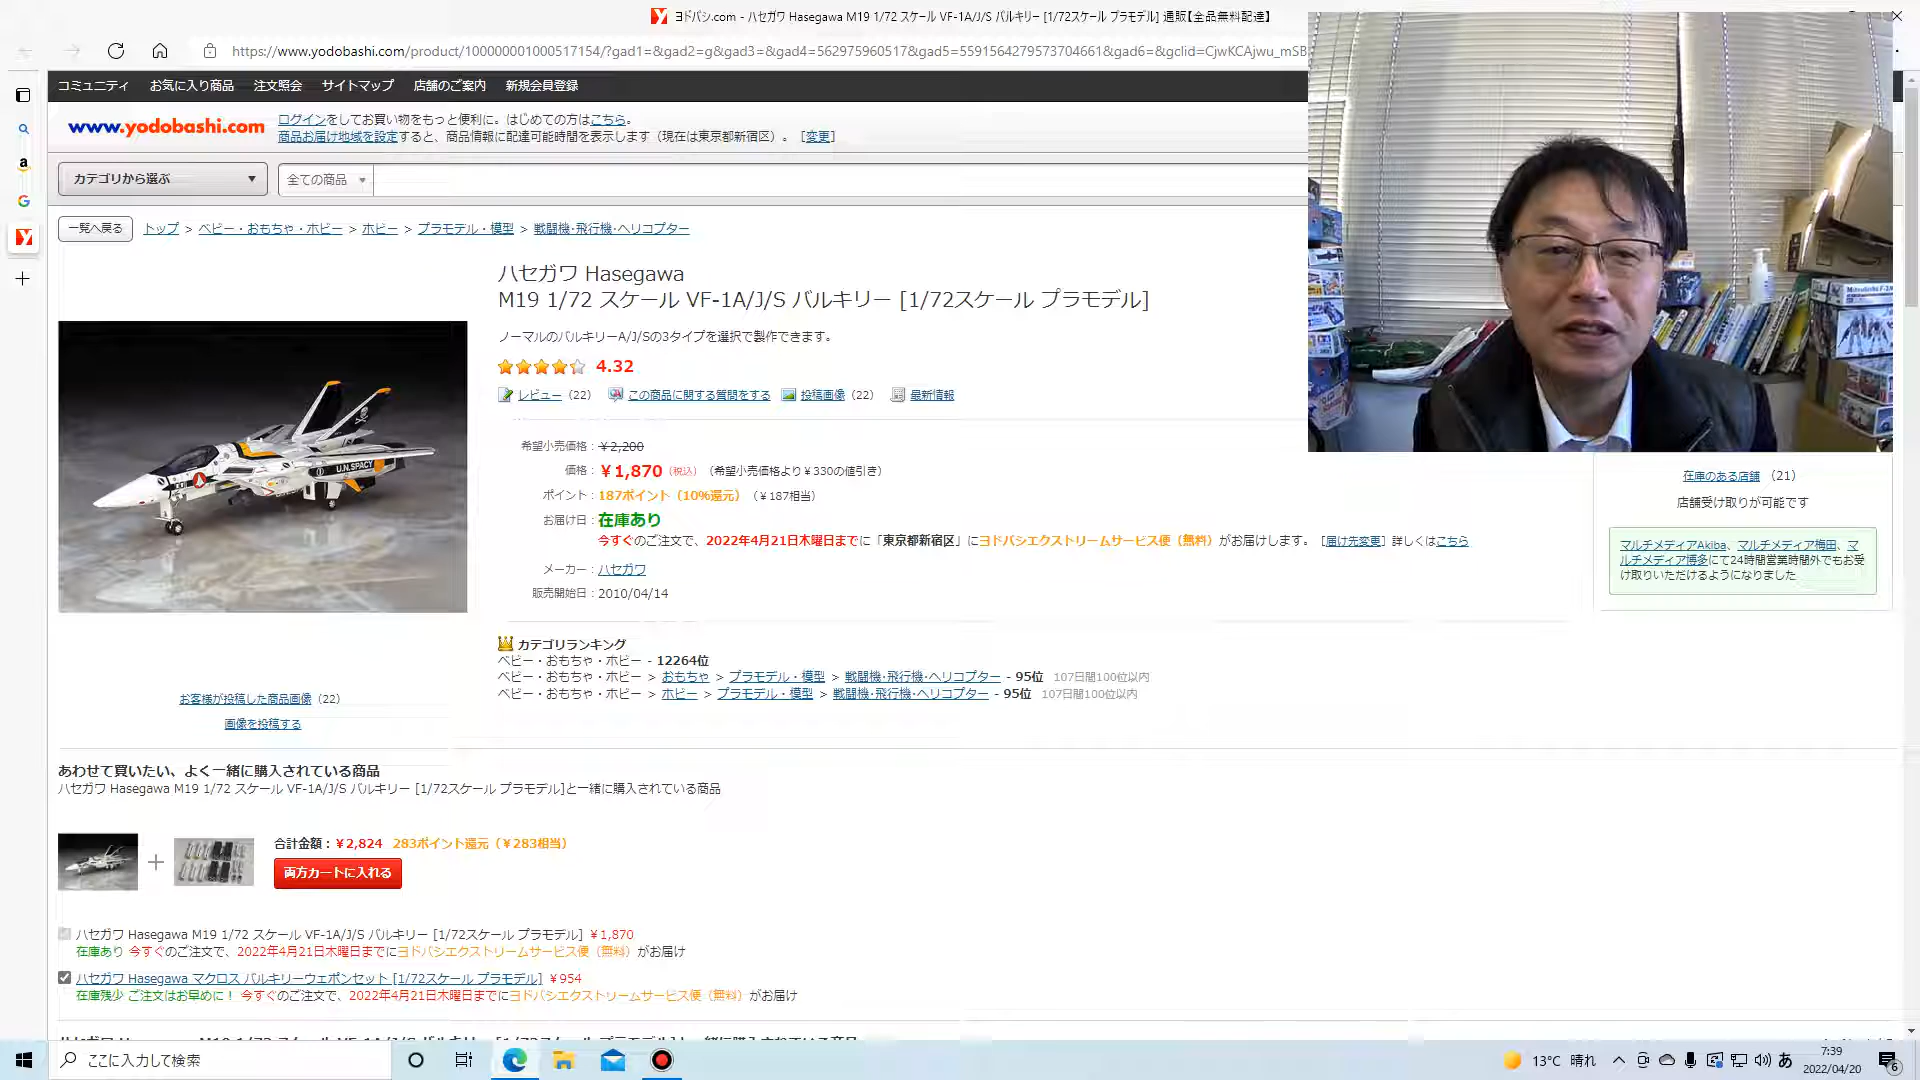 ヨドバシ.com - ハセガワ Hasegawa M19 1/72 スケール VF-1A/J/S バルキリー [1/72スケール プラモデル] 通販【全品無料配達】
https://www.yodobashi.com/product/100000001000517154/?gad1=&gad2=g&gad3=&gad4=562975960517&gad5=5591564279573704661&gad6=&gclid=CjwKCAjwu_mSB
コミュニティ お気に入り商品 注文照会 サイトマップ 店舗のご案内 新規会員登録
www.yodobashi.com
ログインをしてお買い物をもっと便利に。はじめての方はこちら。
商品お届け地域を設定すると、商品情報に配達可能時間を表示します（現在は東京都新宿区）。［変更］
カテゴリから選ぶ
全ての商品
一覧へ戻る
トップ > ベビー・おもちゃ・ホビー > ホビー > プラモデル・模型 > 戦闘機･飛行機･ヘリコプター
ハセガワ Hasegawa
M19 1/72 スケール VF-1A/J/S バルキリー [1/72スケール プラモデル]
ノーマルのバルキリーA/J/Sの3タイプを選択で製作できます。
4.32
レビュー（22） この商品に関する質問をする 投稿画像（22） 最新情報
希望小売価格：￥2,200
価格：￥1,870（税込）（希望小売価格より￥330の値引き）
ポイント：187ポイント（10%還元）（￥187相当）
お届け日：在庫あり
今すぐのご注文で、2022年4月21日木曜日までに「東京都新宿区」にヨドバシエクストリームサービス便（無料）がお届けします。［届け先変更］詳しくはこちら
メーカー：ハセガワ
販売開始日：2010/04/14
U.N.SPACY
在庫のある店舗（21）
店舗受け取りが可能です
マルチメディアAkiba、マルチメディア梅田、マ
ルチメディア博多にて24時間営業時間外でもお受
け取りいただけるようになりました
カテゴリランキング
ベビー・おもちゃ・ホビー - 12264位
ベビー・おもちゃ・ホビー > おもちゃ > プラモデル・模型 > 戦闘機･飛行機･ヘリコプター - 95位 107日間100位以内
ベビー・おもちゃ・ホビー > ホビー > プラモデル・模型 > 戦闘機･飛行機･ヘリコプター - 95位 107日間100位以内
お客様が投稿した商品画像（22）
画像を投稿する
あわせて買いたい、よく一緒に購入されている商品
ハセガワ Hasegawa M19 1/72 スケール VF-1A/J/S バルキリー [1/72スケール プラモデル]と一緒に購入されている商品
合計金額：￥2,824 283ポイント還元（￥283相当）
両方カートに入れる
ハセガワ Hasegawa M19 1/72 スケール VF-1A/J/S バルキリー [1/72スケール プラモデル] ￥1,870
在庫あり 今すぐのご注文で、2022年4月21日木曜日までにヨドバシエクストリームサービス便（無料）がお届け
ハセガワ Hasegawa マクロス バルキリーウェポンセット [1/72スケール プラモデル] ￥954
在庫残少 ご注文はお早めに！ 今すぐのご注文で、2022年4月21日木曜日までにヨドバシエクストリームサービス便（無料）がお届け
ここに入力して検索
13°C 晴れ
あ
7:39
2022/04/20
6